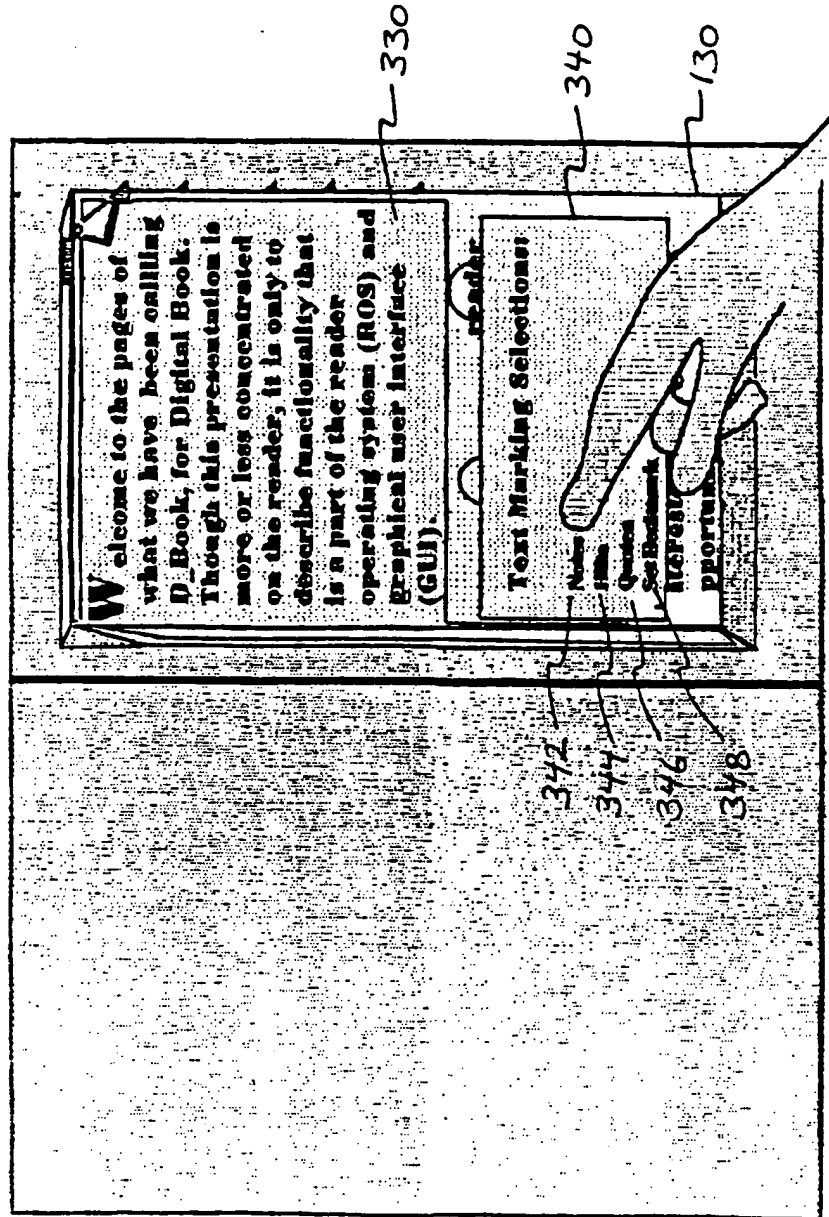 Welcome to the pages of
what we have been callling
D_Book, for Digital Book.
Though this presentation is
more or less concentrated
on the reader, it is only to
describe functionality that
is a part of the reader
operating system (ROS) and
graphical user interface
(GUI).
330
reader
Text Marking Selections:
340
342
Notes
344
346
Quotes
348
Set Bookmark
pportun
130